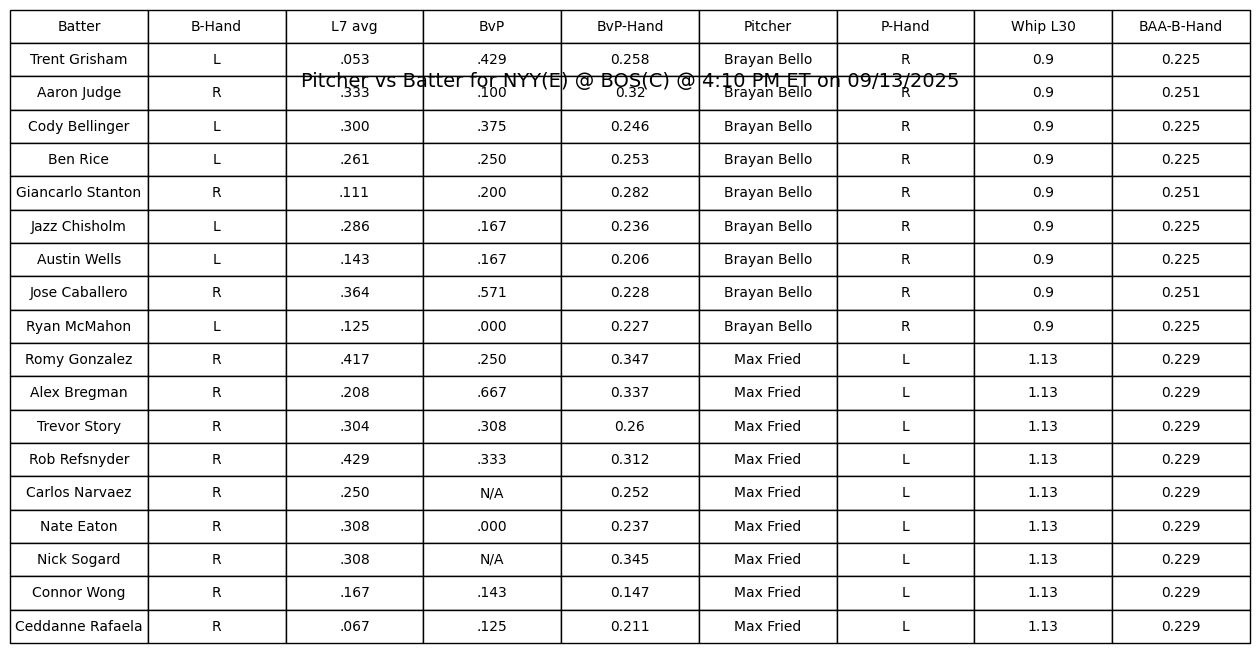 Batter B-Hand L7 avg BvP BvP-Hand Pitcher P-Hand Whip L30 BAA-B-Hand
Trent Grisham L .053 .429 0.258 Brayan Bello R 0.9 0.225
Pitcher vs Batter for NYY(E) @ BOS(C) @ 4:10 PM ET on 09/13/2025
Aaron Judge R .333 .100 0.32 Brayan Bello R 0.9 0.251
Cody Bellinger L .300 .375 0.246 Brayan Bello R 0.9 0.225
Ben Rice L .261 .250 0.253 Brayan Bello R 0.9 0.225
Giancarlo Stanton R .111 .200 0.282 Brayan Bello R 0.9 0.251
Jazz Chisholm L .286 .167 0.236 Brayan Bello R 0.9 0.225
Austin Wells L .143 .167 0.206 Brayan Bello R 0.9 0.225
Jose Caballero R .364 .571 0.228 Brayan Bello R 0.9 0.251
Ryan McMahon L .125 .000 0.227 Brayan Bello R 0.9 0.225
Romy Gonzalez R .417 .250 0.347 Max Fried L 1.13 0.229
Alex Bregman R .208 .667 0.337 Max Fried L 1.13 0.229
Trevor Story R .304 .308 0.26 Max Fried L 1.13 0.229
Rob Refsnyder R .429 .333 0.312 Max Fried L 1.13 0.229
Carlos Narvaez R .250 N/A 0.252 Max Fried L 1.13 0.229
Nate Eaton R .308 .000 0.237 Max Fried L 1.13 0.229
Nick Sogard R .308 N/A 0.345 Max Fried L 1.13 0.229
Connor Wong R .167 .143 0.147 Max Fried L 1.13 0.229
Ceddanne Rafaela R .067 .125 0.211 Max Fried L 1.13 0.229